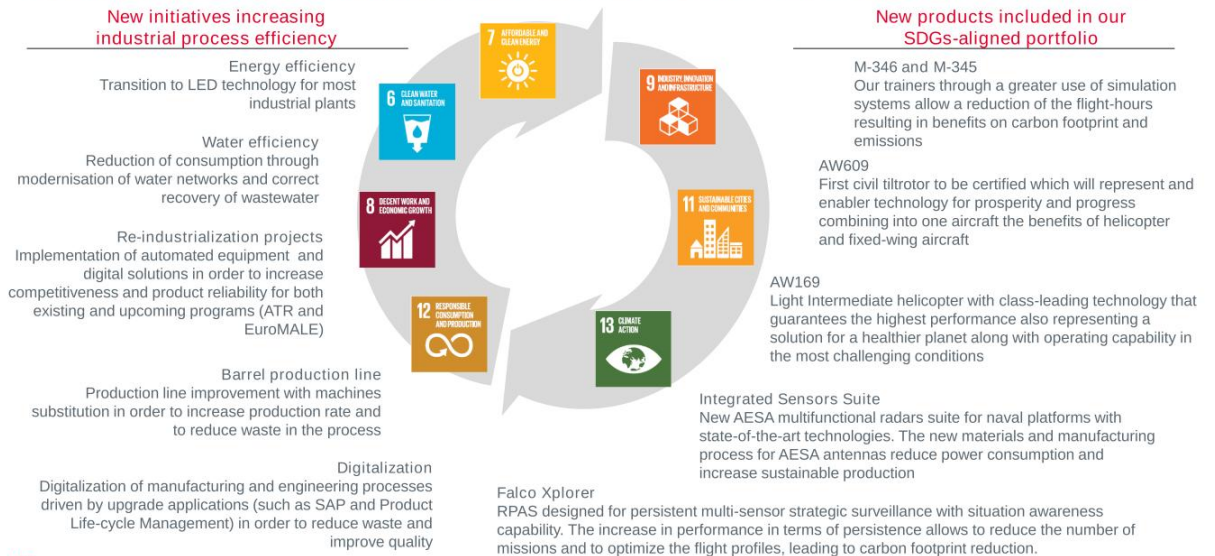 New initiatives increasing
industrial process efficiency
Energy efficiency
Transition to LED technology for most
industrial plants
Water efficiency
Reduction of consumption through
modernisation of water networks and correct
recovery of wastewater
Re-industrialization projects
Implementation of automated equipment and
digital solutions in order to increase
competitiveness and product reliability for both
existing and upcoming programs (ATR and
EuroMALE)
Barrel production line
Production line improvement with machines
substitution in order to increase production rate and
to reduce waste in the process
Digitalization
Digitalization of manufacturing and engineering processes
driven by upgrade applications (such as SAP and Product
Life-cycle Management) in order to reduce waste and
improve quality
7 AFFORDABLE AND
CLEAN ENERGY
6 CLEAN WATER
AND SANITATION
8 DECENT WORK AND
ECONOMIC GROWTH
12 RESPONSIBLE
CONSUMPTION
AND PRODUCTION
9 INDUSTRY, INNOVATION
AND INFRASTRUCTURE
11 SUSTAINABLE CITIES
AND COMMUNITIES
13 CLIMATE
ACTION
New products included in our
SDGs-aligned portfolio
M-346 and M-345
Our trainers through a greater use of simulation
systems allow a reduction of the flight-hours
resulting in benefits on carbon footprint and
emissions
AW609
First civil tiltrotor to be certified which will represent and
enabler technology for prosperity and progress
combining into one aircraft the benefits of helicopter
and fixed-wing aircraft
AW169
Light Intermediate helicopter with class-leading technology that
guarantees the highest performance also representing a
solution for a healthier planet along with operating capability in
the most challenging conditions
Integrated Sensors Suite
New AESA multifunctional radars suite for naval platforms with
state-of-the-art technologies. The new materials and manufacturing
process for AESA antennas reduce power consumption and
increase sustainable production
Falco Xplorer
RPAS designed for persistent multi-sensor strategic surveillance with situation awareness
capability. The increase in performance in terms of persistence allows to reduce the number of
missions and to optimize the flight profiles, leading to carbon footprint reduction.